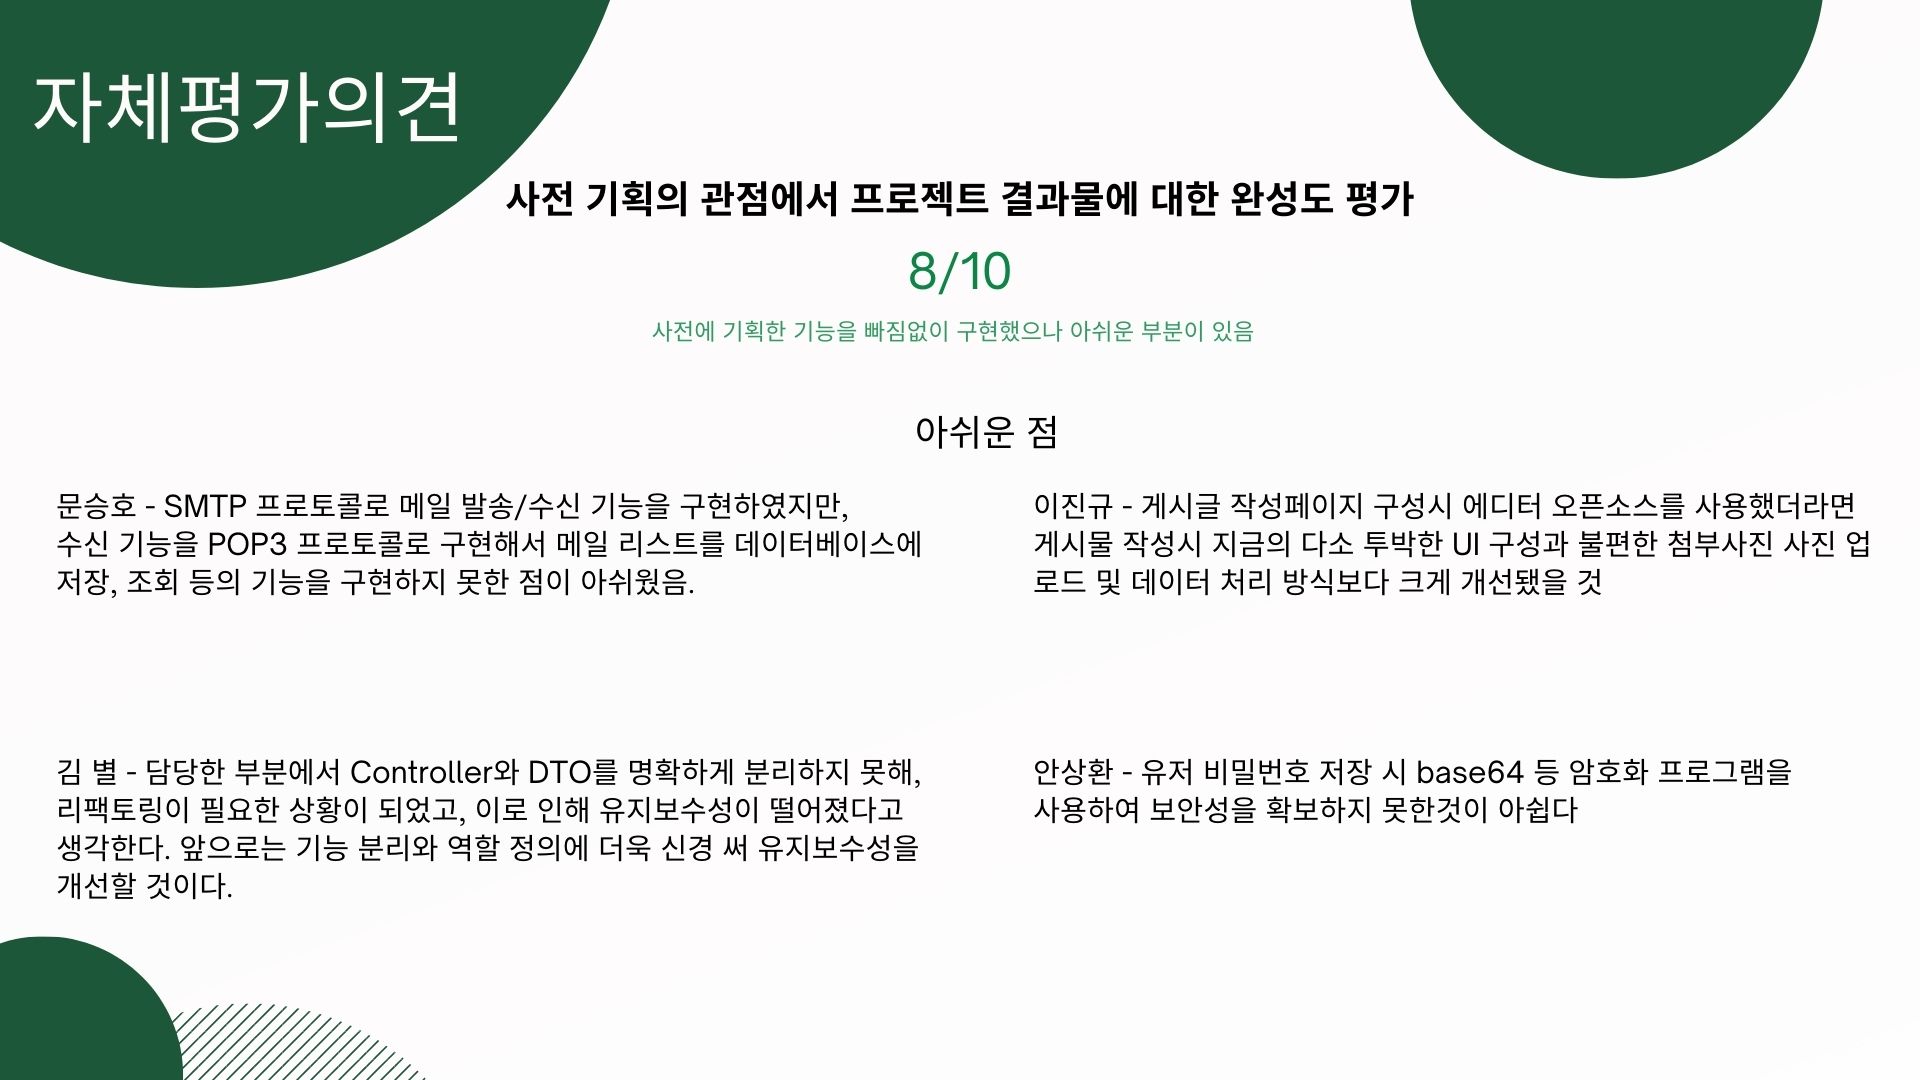 자체평가의견
사전 기획의 관점에서 프로젝트 결과물에 대한 완성도 평가
8/10
사전에 기획한 기능을 빠짐없이 구현했으나 아쉬운 부분이 있음
아쉬운 점
문승호 - SMTP 프로토콜로 메일 발송/수신 기능을 구현하였지만,
수신 기능을 POP3 프로토콜로 구현해서 메일 리스트를 데이터베이스에
저장, 조회 등의 기능을 구현하지 못한 점이 아쉬웠음.
이진규 - 게시글 작성페이지 구성시 에디터 오픈소스를 사용했더라면
게시물 작성시 지금의 다소 투박한 UI 구성과 불편한 첨부사진 사진 업
로드 및 데이터 처리 방식보다 크게 개선됐을 것
김 별 - 담당한 부분에서 Controller와 DTO를 명확하게 분리하지 못해,
리팩토링이 필요한 상황이 되었고, 이로 인해 유지보수성이 떨어졌다고
생각한다. 앞으로는 기능 분리와 역할 정의에 더욱 신경 써 유지보수성을
개선할 것이다.
안상환 - 유저 비밀번호 저장 시 base64 등 암호화 프로그램을
사용하여 보안성을 확보하지 못한것이 아쉽다